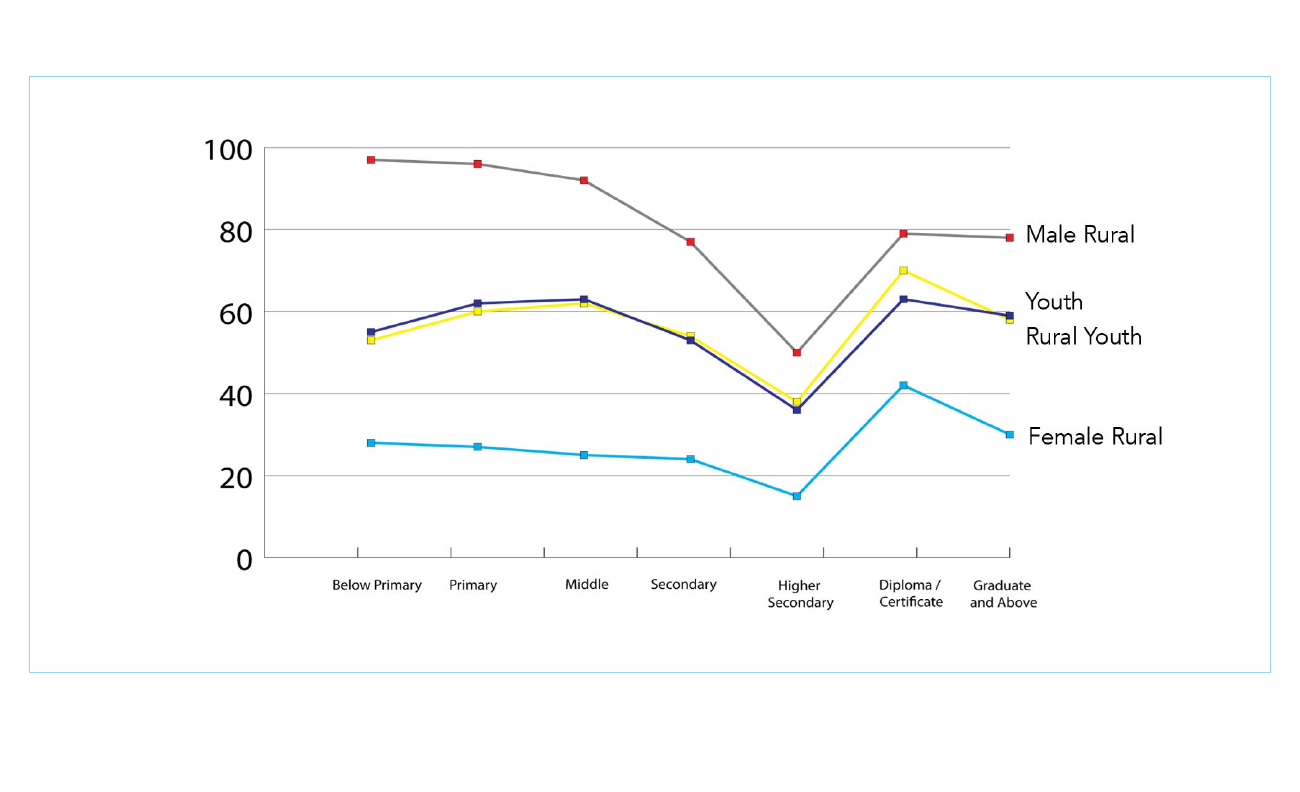 100
80
60
40
20
0
Male Rural
Youth
Rural Youth
Female Rural
Below Primary
Primary
Middle
Secondary
Higher
Secondary
Diploma /
Certificate
Graduate
and Above